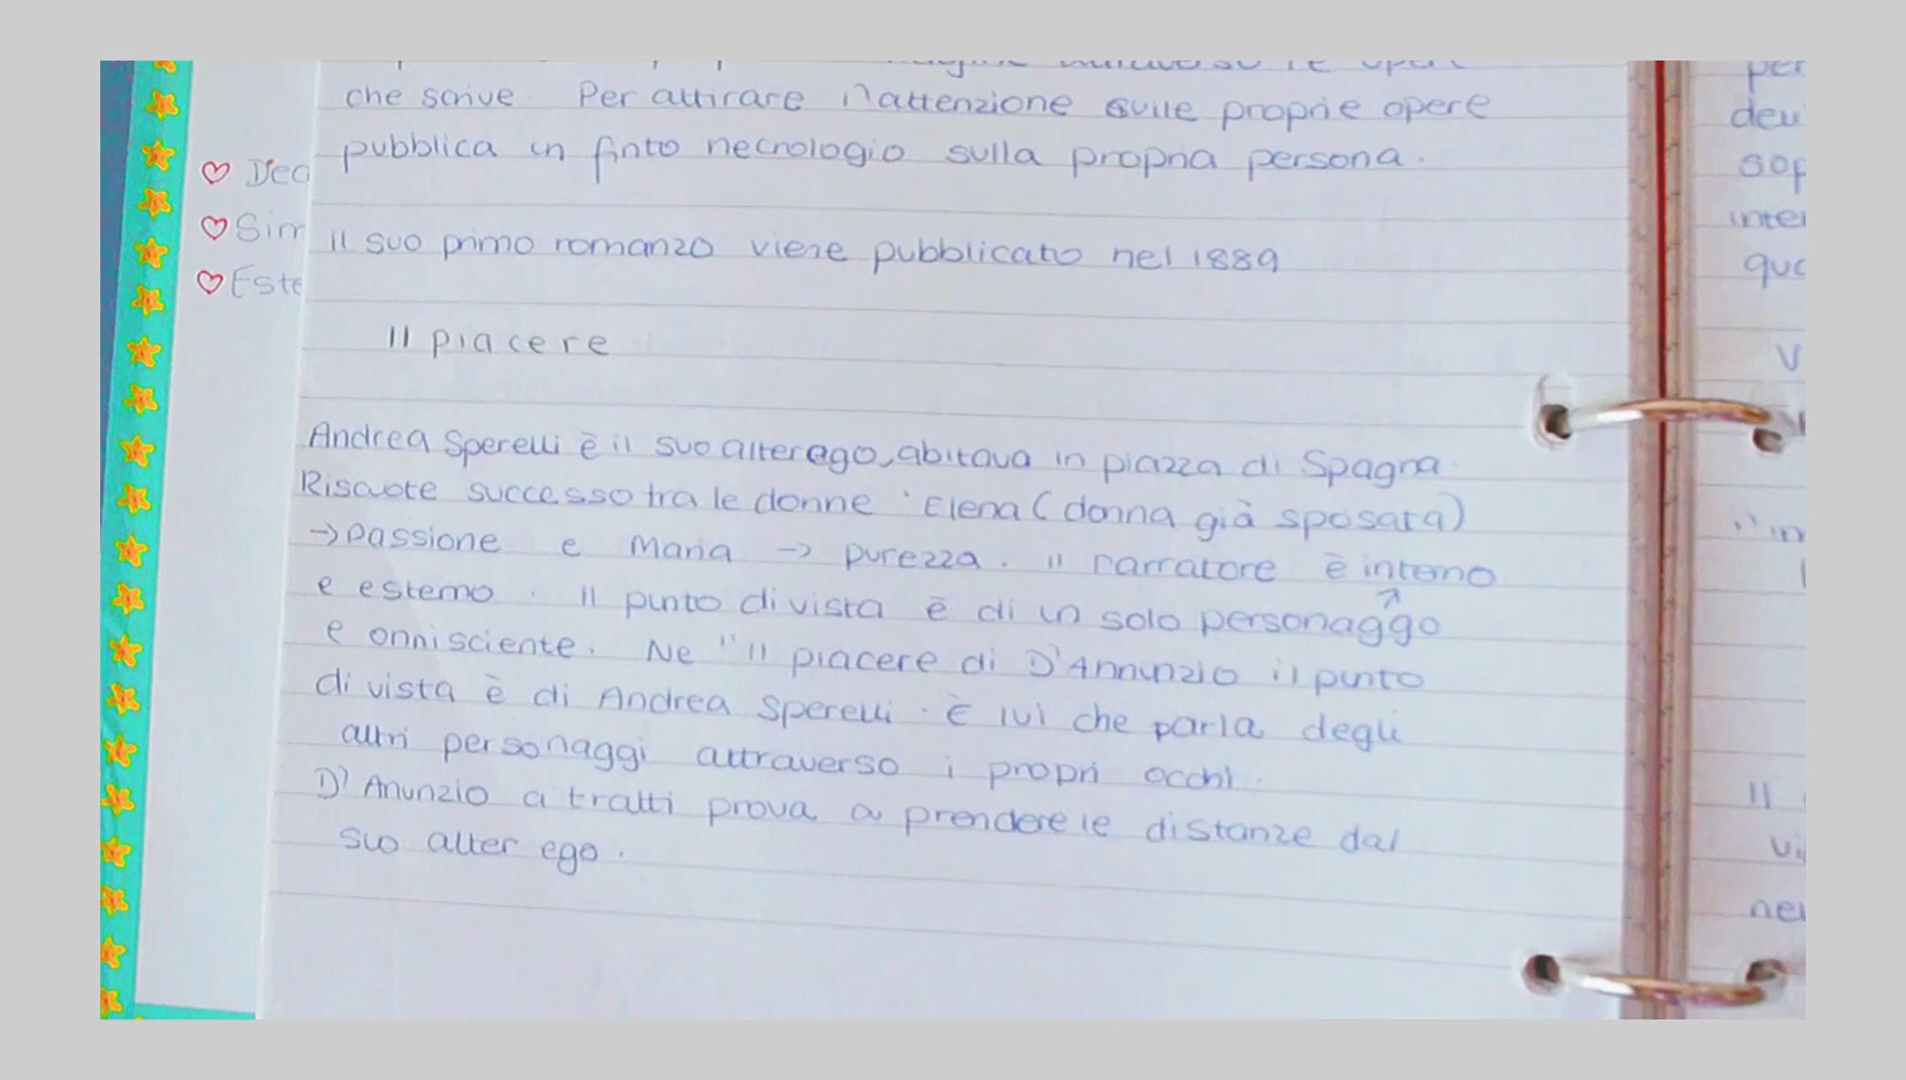 che scrive. Per attirare l'attenzione sulle proprie opere
pubblica un finto necrologio sulla propria persona.
Il suo primo romanzo viene pubblicato nel 1889
Il piacere
Andrea Sperelli è il suo alterego, abitava in piazza di Spagna.
Riscuote successo tra le donne. Elena (donna già sposata)
→ passione e Maria → purezza. Il narratore è interno
e esterno. Il punto di vista è di un solo personaggo
e onnisciente. Ne "Il piacere di D'Annunzio il punto
di vista è di Andrea Sperelli. È lui che parla degli
altri personaggi attraverso i propri occhi.
D'Anunzio a tratti prova a prendere le distanze dal
suo alter ego.